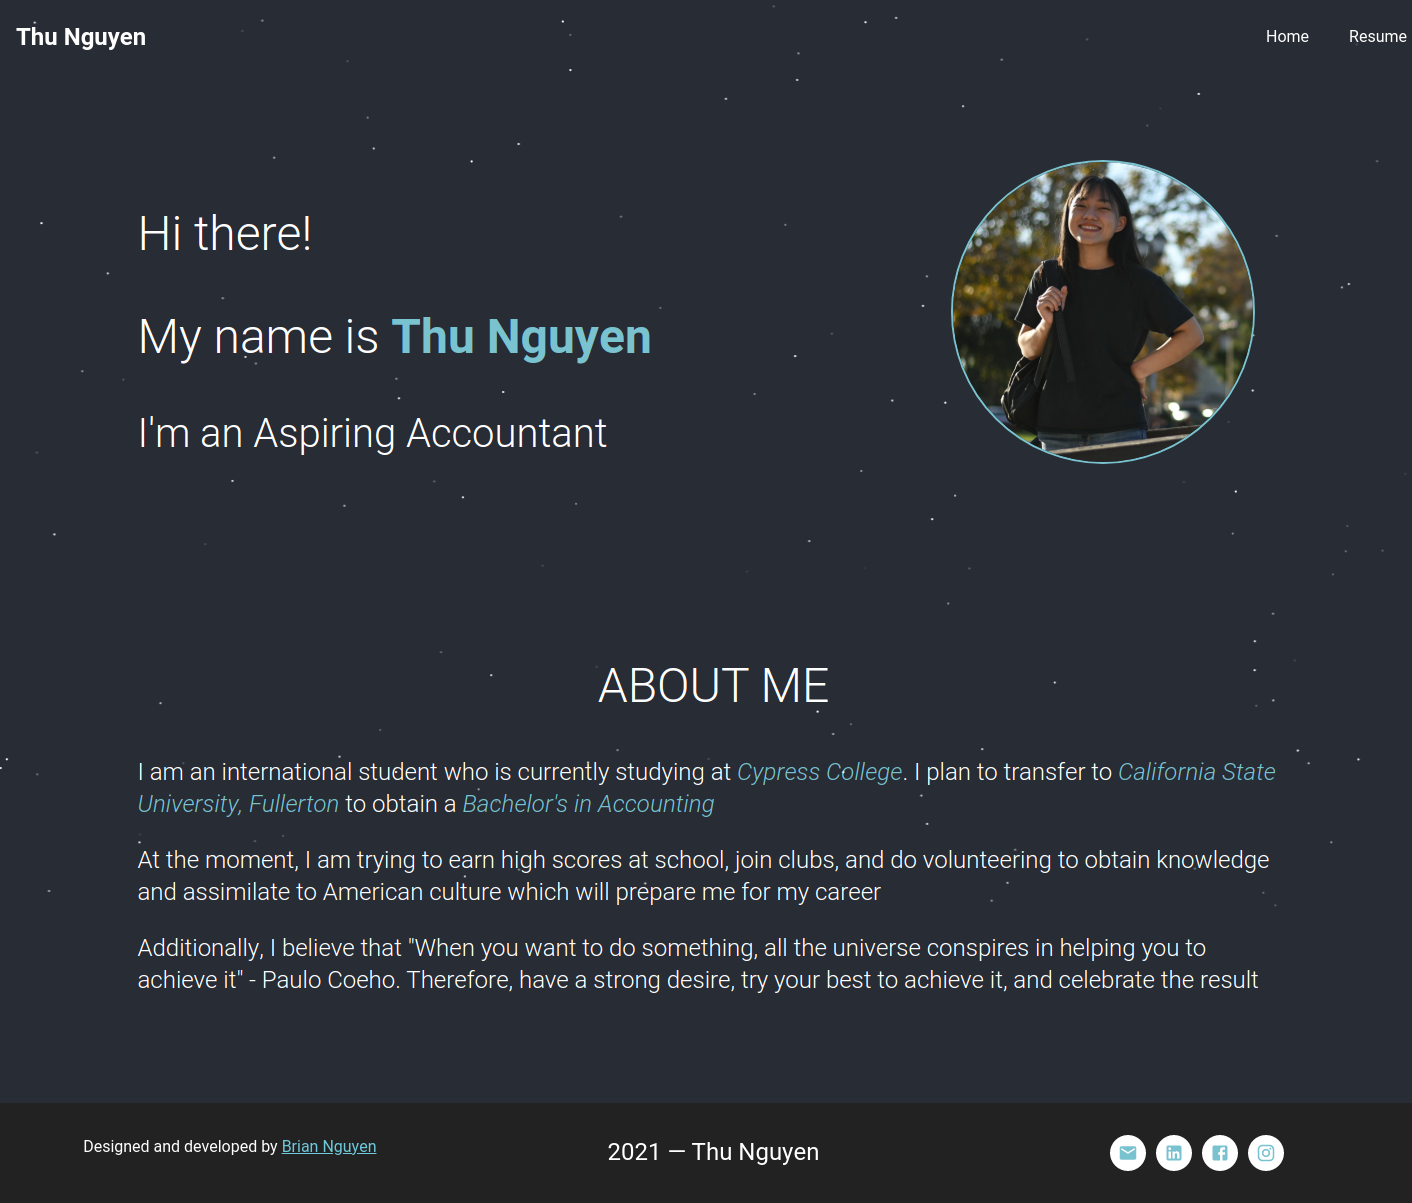 Thu Nguyen
Home
Resume
Hi there!
My name is Thu Nguyen
I'm an Aspiring Accountant
ABOUT ME
I am an international student who is currently studying at Cypress College. I plan to transfer to California State
University, Fullerton to obtain a Bachelor's in Accounting
At the moment, I am trying to earn high scores at school, join clubs, and do volunteering to obtain knowledge
and assimilate to American culture which will prepare me for my career
Additionally, I believe that "When you want to do something, all the universe conspires in helping you to
achieve it" - Paulo Coeho. Therefore, have a strong desire, try your best to achieve it, and celebrate the result
Designed and developed by Brian Nguyen
2021 — Thu Nguyen